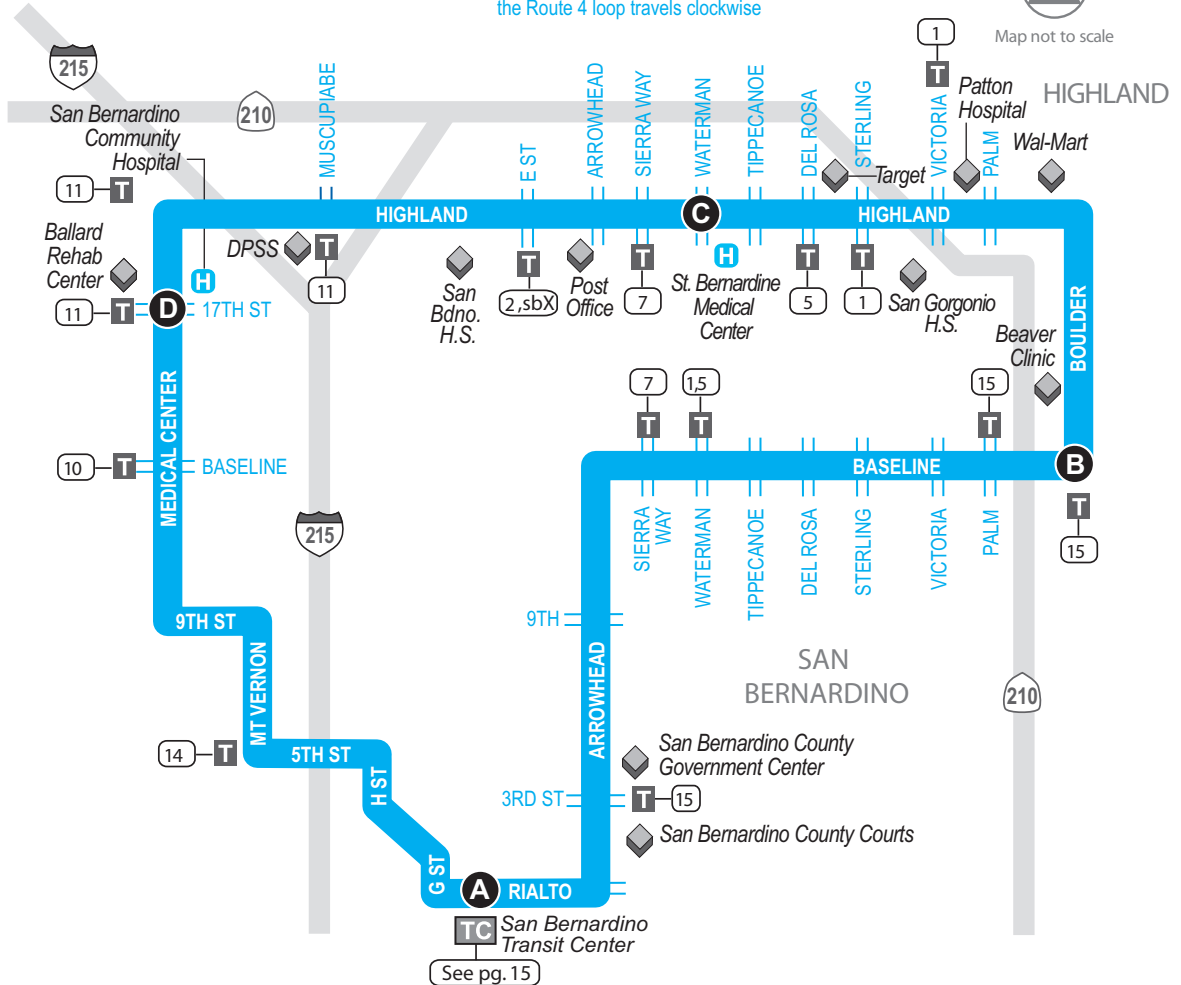 the Route 4 loop travels clockwise
Map not to scale
215
210
San Bernardino
Community
Hospital
11
T
MUSCUPIABE
E ST
ARROWHEAD
SIERRA WAY
WATERMAN
TIPPECANOE
DEL ROSA
STERLING
1
T
VICTORIA
Patton
Hospital
PALM
HIGHLAND
Wal-Mart
Target
HIGHLAND
C
HIGHLAND
Ballard
Rehab
Center
H
DPSS
T
11
San
Bdno.
H.S.
T
2,sbX
Post
Office
T
7
H
St. Bernardine
Medical
Center
T
5
T
1
San Gorgonio
H.S.
BOULDER
Beaver
Clinic
11
T
D
17TH ST
MEDICAL CENTER
10
T
BASELINE
215
7
T
1,5
T
15
T
BASELINE
B
T
15
SIERRA
WAY
WATERMAN
TIPPECANOE
DEL ROSA
STERLING
VICTORIA
PALM
9TH
ARROWHEAD
SAN
BERNARDINO
210
9TH ST
MT VERNON
14
T
5TH ST
H ST
G ST
San Bernardino County
Government Center
3RD ST
T
15
San Bernardino County Courts
A
RIALTO
TC
San Bernardino
Transit Center
See pg. 15